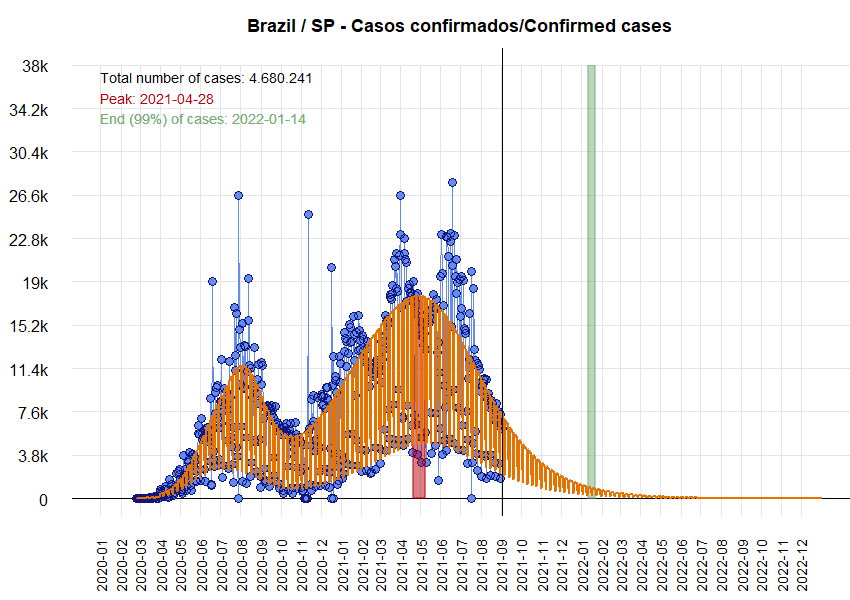 Brazil / SP - Casos confirmados/Confirmed cases
38k
34.2k
30.4k
26.6k
22.8k
19k
15.2k
11.4k
7.6k
3.8k
0
Total number of cases: 4.680.241
Peak: 2021-04-28
End (99%) of cases: 2022-01-14
2020-01
2020-02
2020-03
2020-04
2020-05
2020-06
2020-07
2020-08
2020-09
2020-10
2020-11
2020-12
2021-01
2021-02
2021-03
2021-04
2021-05
2021-06
2021-07
2021-08
2021-09
2021-10
2021-11
2021-12
2022-01
2022-02
2022-03
2022-04
2022-05
2022-06
2022-07
2022-08
2022-09
2022-10
2022-11
2022-12